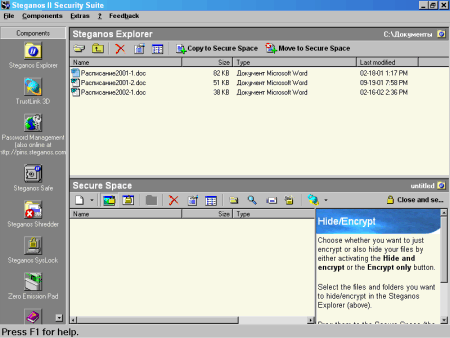 Steganos II Security Suite
File Components Extras ? Feedback
Components
Steganos Explorer
TrustLink 3D
Password Management
(also online at
ttp://pins.steganos.com
Steganos Safe
Steganos Shredder
Steganos SysLock
Zero Emission Pad
Steganos Explorer C:\Документы
Copy to Secure Space Move to Secure Space
Name Size Type Last modified
Расписание2001-1.doc 82 KB Документ Microsoft Word 02-18-01 1:17 PM
Расписание2001-2.doc 51 KB Документ Microsoft Word 09-19-01 7:58 PM
Расписание2002-1.doc 38 KB Документ Microsoft Word 02-16-02 2:36 PM
Secure Space untitled
Close and se...
Name Size Type
Hide/Encrypt
Choose whether you want to just
encrypt or also hide your files by
either activating the Hide and
encrypt or the Encrypt only button.
Select the files and folders you want
to hide/encrypt in the Steganos
Explorer (above).
Press F1 for help.